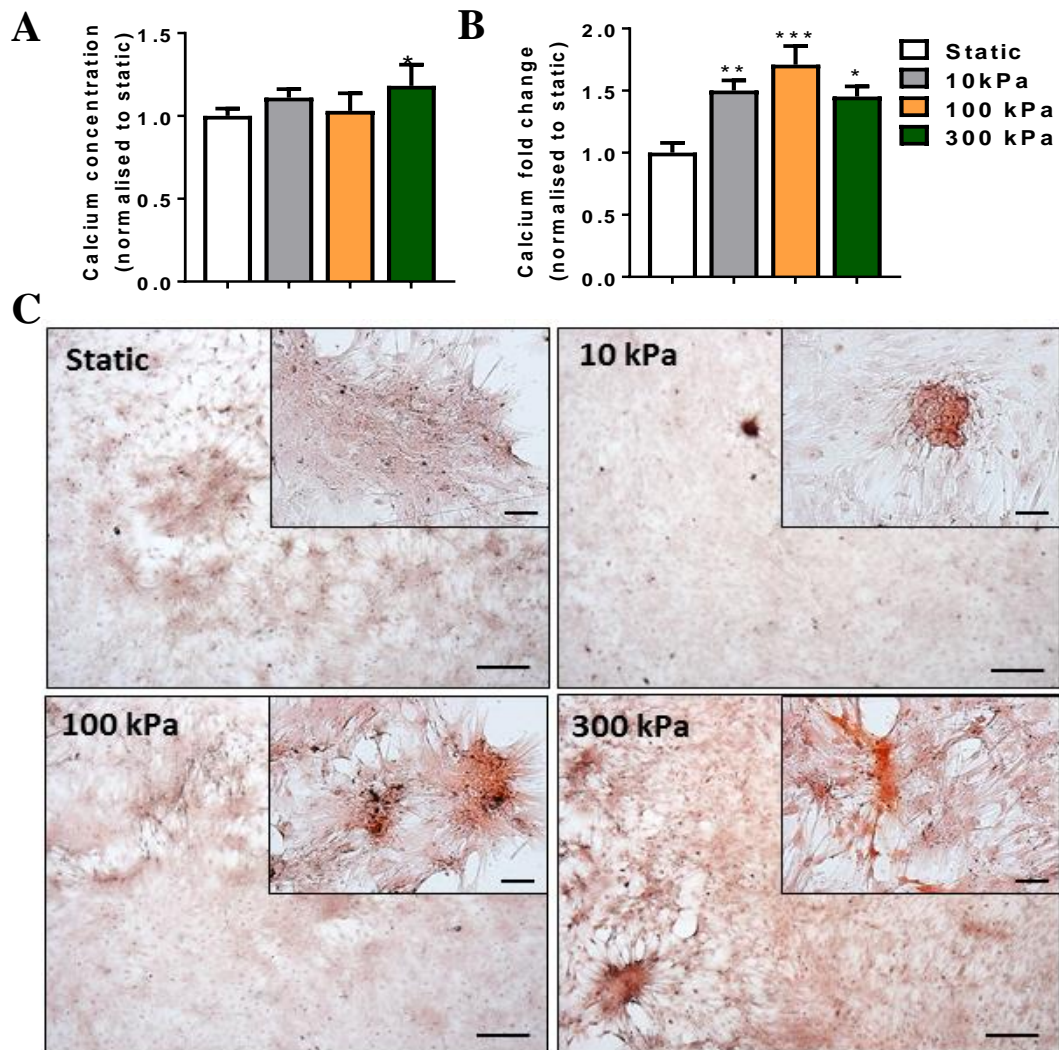 A
Calcium concentration
(normalised to static)
1.5
1.0
0.5
0.0
*
B
Calcium fold change
(normalised to static)
2.0
1.5
1.0
0.5
0.0
**
***
*
Static
10kPa
100 kPa
300 kPa
C
Static
10 kPa
100 kPa
300 kPa